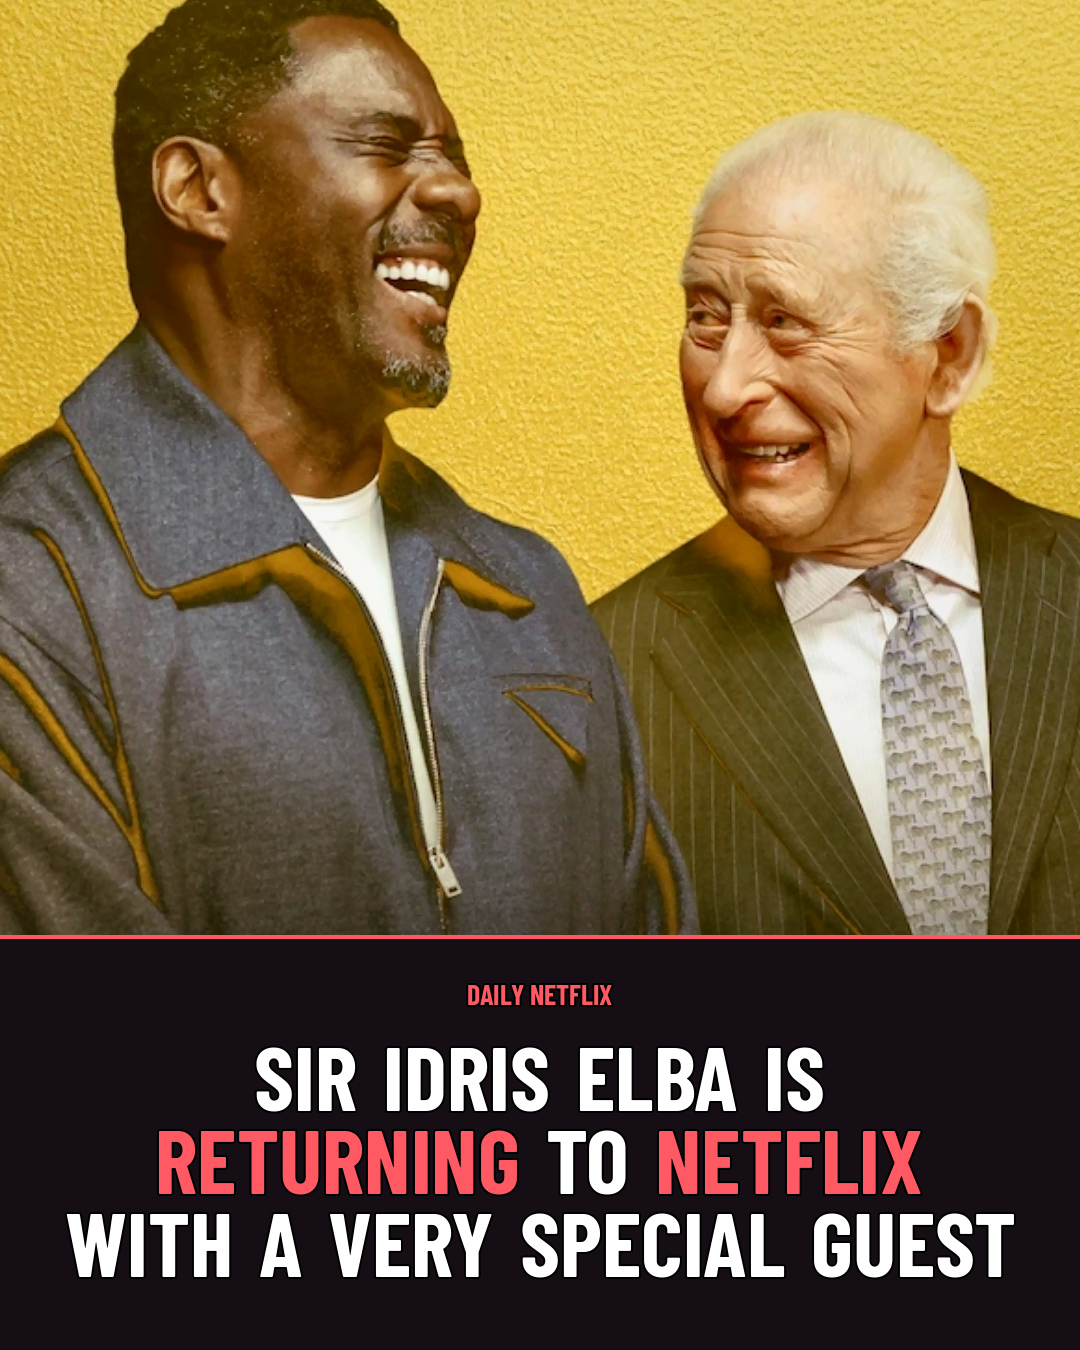 DAILY NETFLIX
SIR IDRIS ELBA IS
RETURNING TO NETFLIX
WITH A VERY SPECIAL GUEST